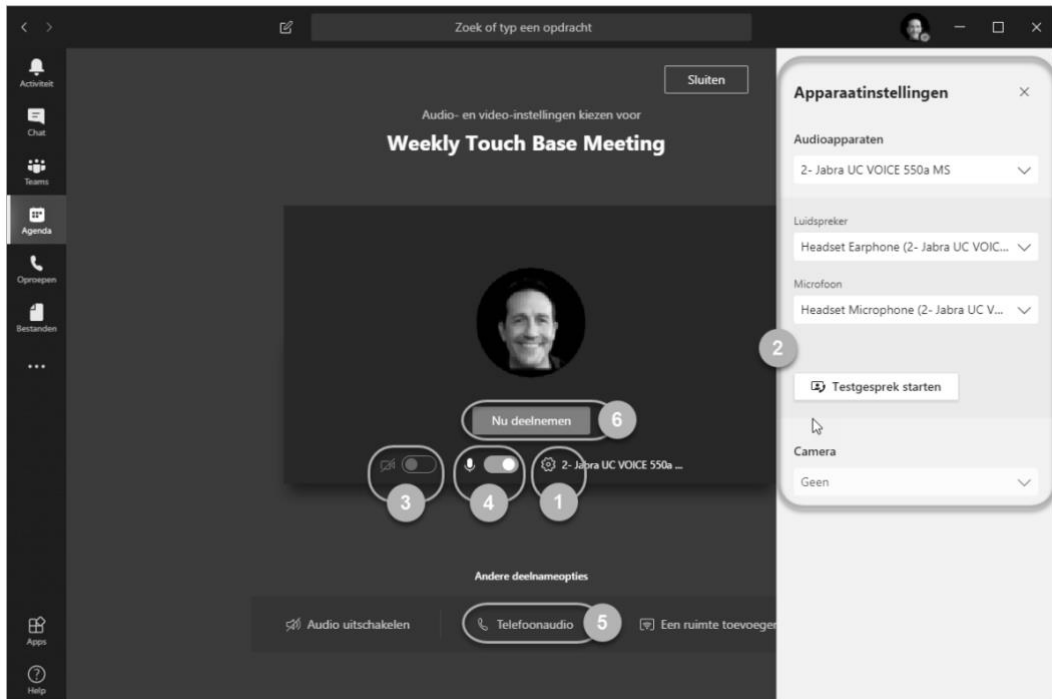 Zoek of typ een opdracht
Activiteit
Chat
Teams
Agenda
Oproepen
Bestanden
Apps
Help
Sluiten
Audio- en video-instellingen kiezen voor
Weekly Touch Base Meeting
Nu deelnemen
6
2- Jabra UC VOICE 550a ...
3
4
1
Andere deelnameopties
Audio uitschakelen
Telefoonaudio
5
Een ruimte toevoegen
Apparaatinstellingen
Audioapparaten
2- Jabra UC VOICE 550a MS
Luidspreker
Headset Earphone (2- Jabra UC VOIC...
Microfoon
Headset Microphone (2- Jabra UC V...
2
Testgesprek starten
Camera
Geen